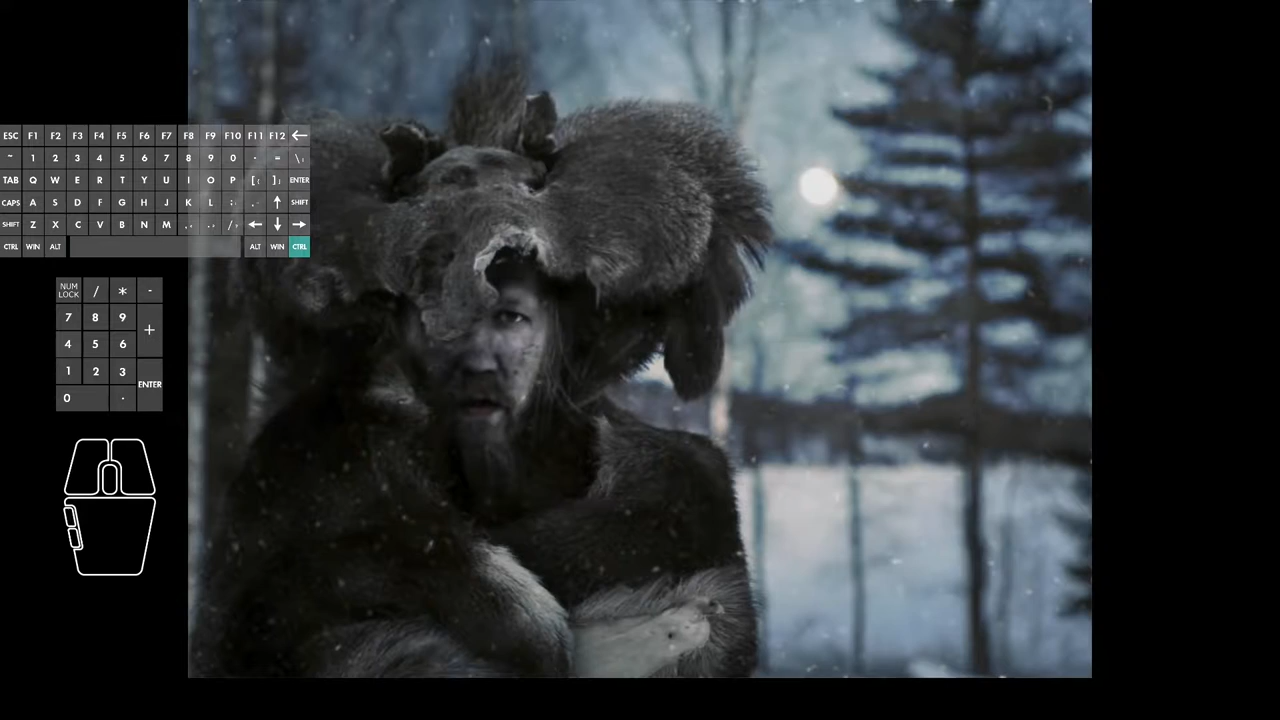 ESC F1 F2 F3 F4 F5 F6 F7 F8 F9 F10 F11 F12 ←
~ 1 2 3 4 5 6 7 8 9 0 - = \
TAB Q W E R T Y U I O P [{ ]} ENTER
CAPS A S D F G H J K L ; . ↑ SHIFT
SHIFT Z X C V B N M , . / ← ↓ →
CTRL WIN ALT ALT WIN CTRL
NUM LOCK / * -
7 8 9 +
4 5 6
1 2 3 ENTER
0 .